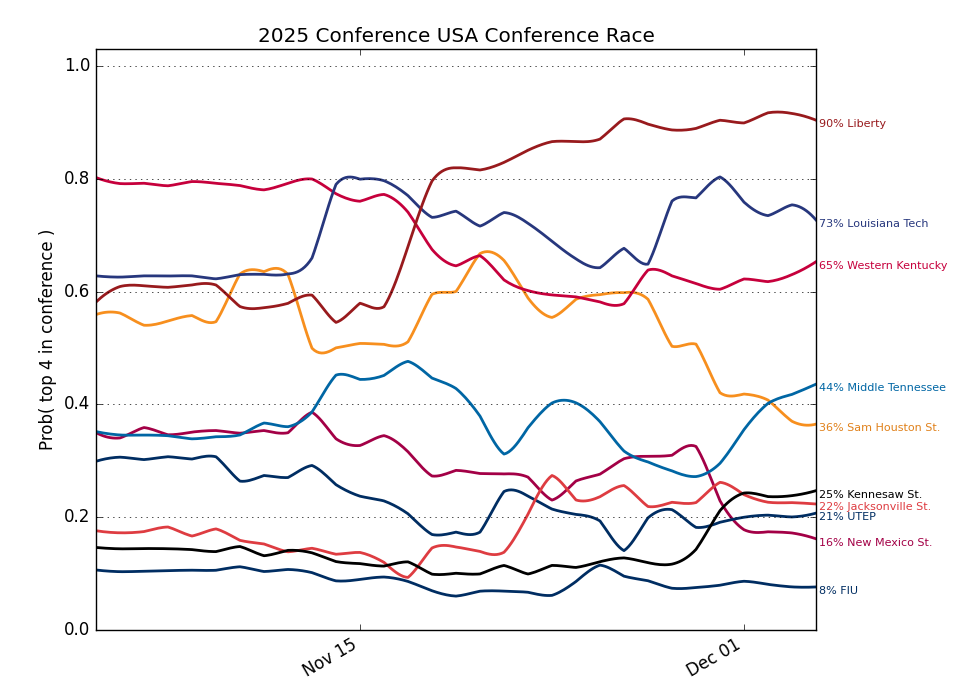 2025 Conference USA Conference Race
Prob( top 4 in conference )
1.0
0.8
0.6
0.4
0.2
0.0
Nov 15
Dec 01
90% Liberty
73% Louisiana Tech
65% Western Kentucky
44% Middle Tennessee
36% Sam Houston St.
25% Kennesaw St.
22% Jacksonville St.
21% UTEP
16% New Mexico St.
8% FIU